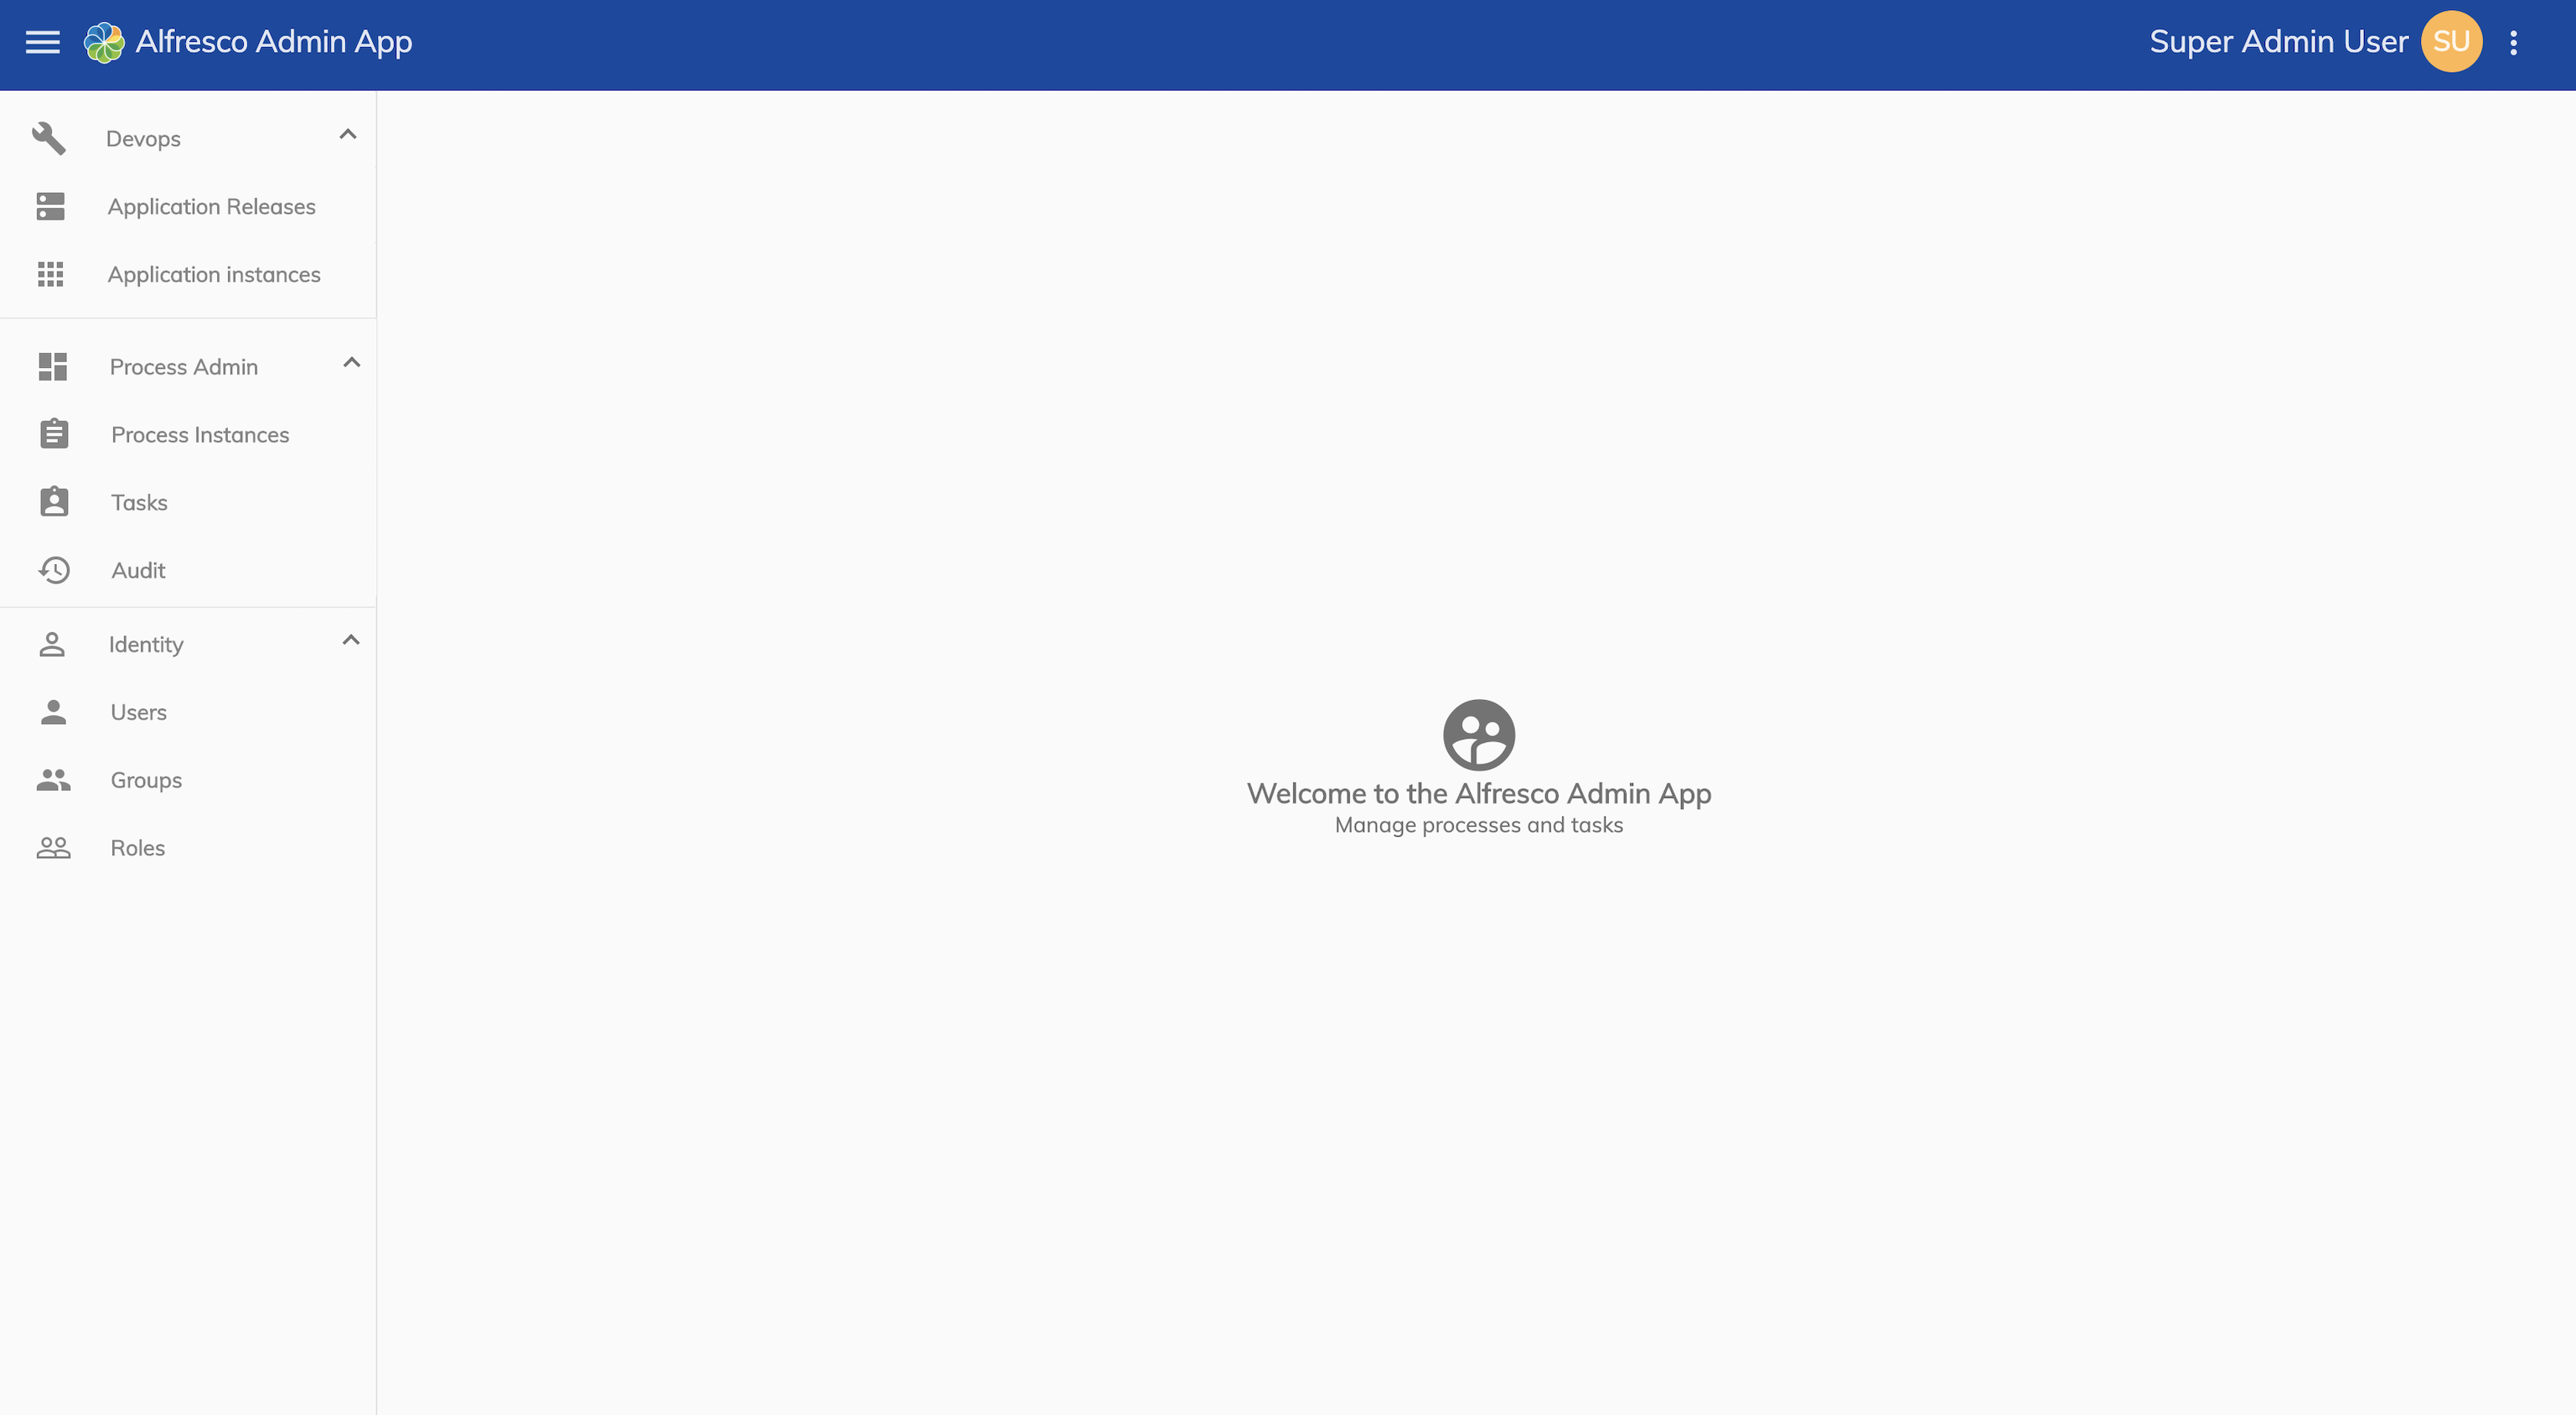 Alfresco Admin App
Super Admin User SU
Devops
Application Releases
Application instances
Process Admin
Process Instances
Tasks
Audit
Identity
Users
Groups
Roles
Welcome to the Alfresco Admin App
Manage processes and tasks